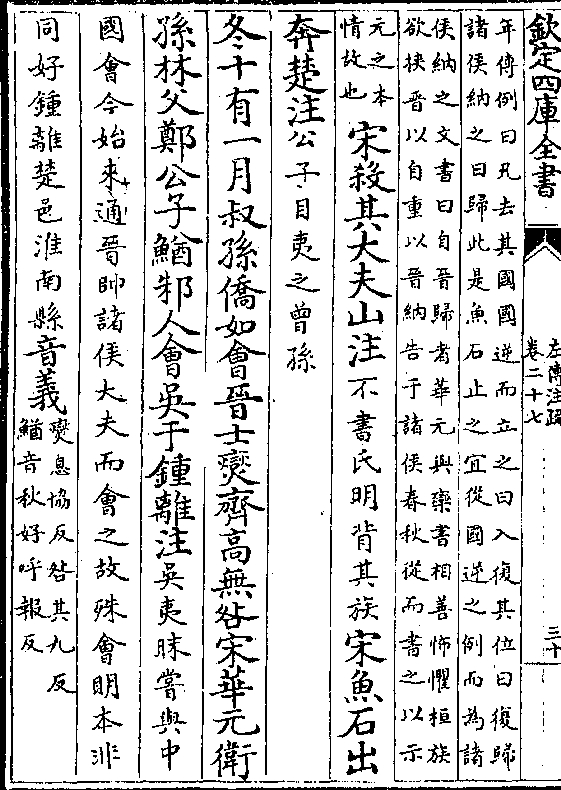 欽定四庫全書
左傳注疏
卷二十七
三十
年傳例曰凡去其國國逆而立之曰入復其位曰復歸
諸侯納之曰歸此是魚石止之宜從國逆之例而為諸
侯納之文書曰自晉歸者華元與欒書相善怖懼桓族
欲挾晉以自重以晉納告于諸侯春秋從而書之以示
元之本
情故也
宋殺其大夫山注不書氏明背其族宋魚石出
奔楚注公子目夷之曾孫
冬十有一月叔孫僑如會晉士燮齊高無咎宋華元衛
孫林父鄭公子鰌邾人會吳于鍾離注吳夷昧嘗與中
國會今始來通晉帥諸侯大夫而會之故殊會明本非
同好鍾離楚邑淮南縣音義
燮息協反咎其九反
鰌音秋好呼報反